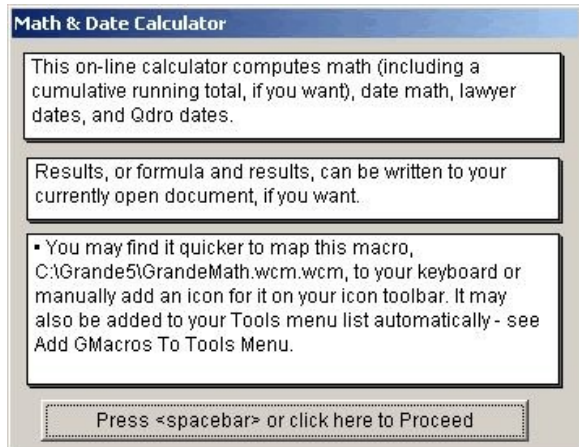 Math & Date Calculator
This on-line calculator computes math (including a
cumulative running total, if you want), date math, lawyer
dates, and Qdro dates.
Results, or formula and results, can be written to your
currently open document, if you want.
▪ You may find it quicker to map this macro,
C:\Grande5\GrandeMath.wcm.wcm, to your keyboard or
manually add an icon for it on your icon toolbar. It may
also be added to your Tools menu list automatically - see
Add GMacros To Tools Menu.
Press <spacebar> or click here to Proceed